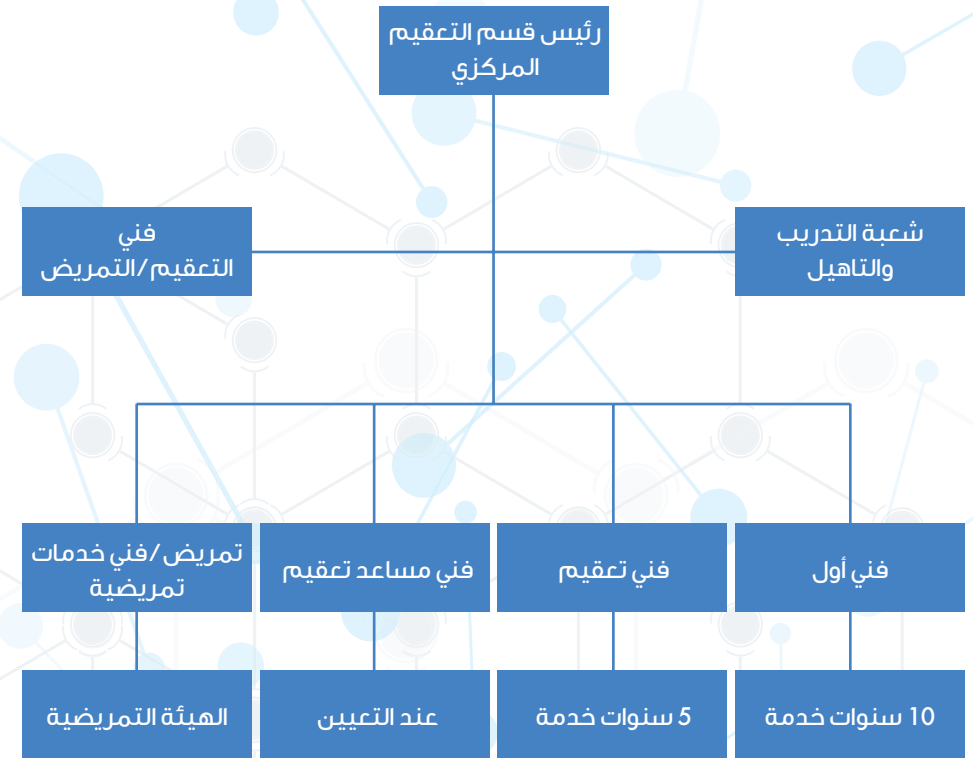 رئيس قسم التعقيم
المركزي
شعبة التدريب
والتاهيل
فني
التعقيم/التمريض
فني أول
فني تعقيم
فني مساعد تعقيم
تمريض/فني خدمات
تمريضية
10 سنوات خدمة
5 سنوات خدمة
عند التعيين
الهيئة التمريضية